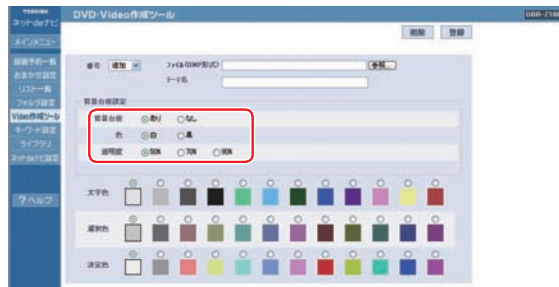 TOSHIBA
ネットdeナビ
DVD-Video作成ツール
DBR-Z160
メインメニュー
削除
登録
録画予約一覧
おまかせ設定
リスト一覧
フォルダ設定
Video作成ツール
キーワード設定
ライブラリ
ネットdeナビ設定
?ヘルプ
番号
追加
ファイル(BMP形式)
参照...
テーマ名
背景台座設定
背景台座
あり
なし
色
白
黒
透明度
50%
70%
90%
文字色
選択色
決定色